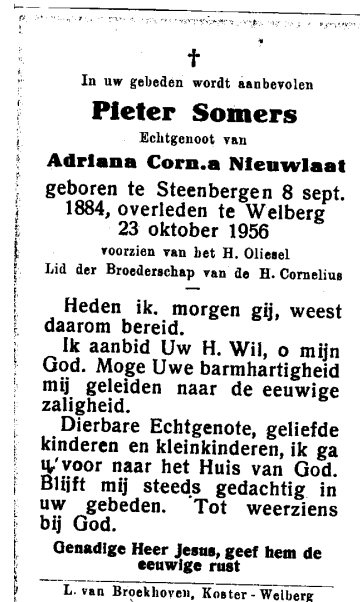 In uw gebeden wordt aanbevolen
Pieter Somers
Echtgenoot van
Adriana Corn.a Nieuwlaat
geboren te Steenbergen 8 sept.
1884, overleden te Welberg
23 oktober 1956
voorzien van het H. Oliesel
Lid der Broederschap van de H. Cornelius
Heden ik. morgen gij, weest
daarom bereid.
Ik aanbid Uw H. Wil, o mijn
God. Moge Uwe barmhartigheid
mij geleiden naar de eeuwige
zaligheid.
Dierbare Echtgenote, geliefde
kinderen en kleinkinderen, ik ga
u voor naar het Huis van God.
Blijft mij steeds gedachtig in
uw gebeden. Tot weerziens
bij God.
Genadige Heer Jesus, geef hem de
eeuwige rust
L. van Broekhoven, Koster - Welberg